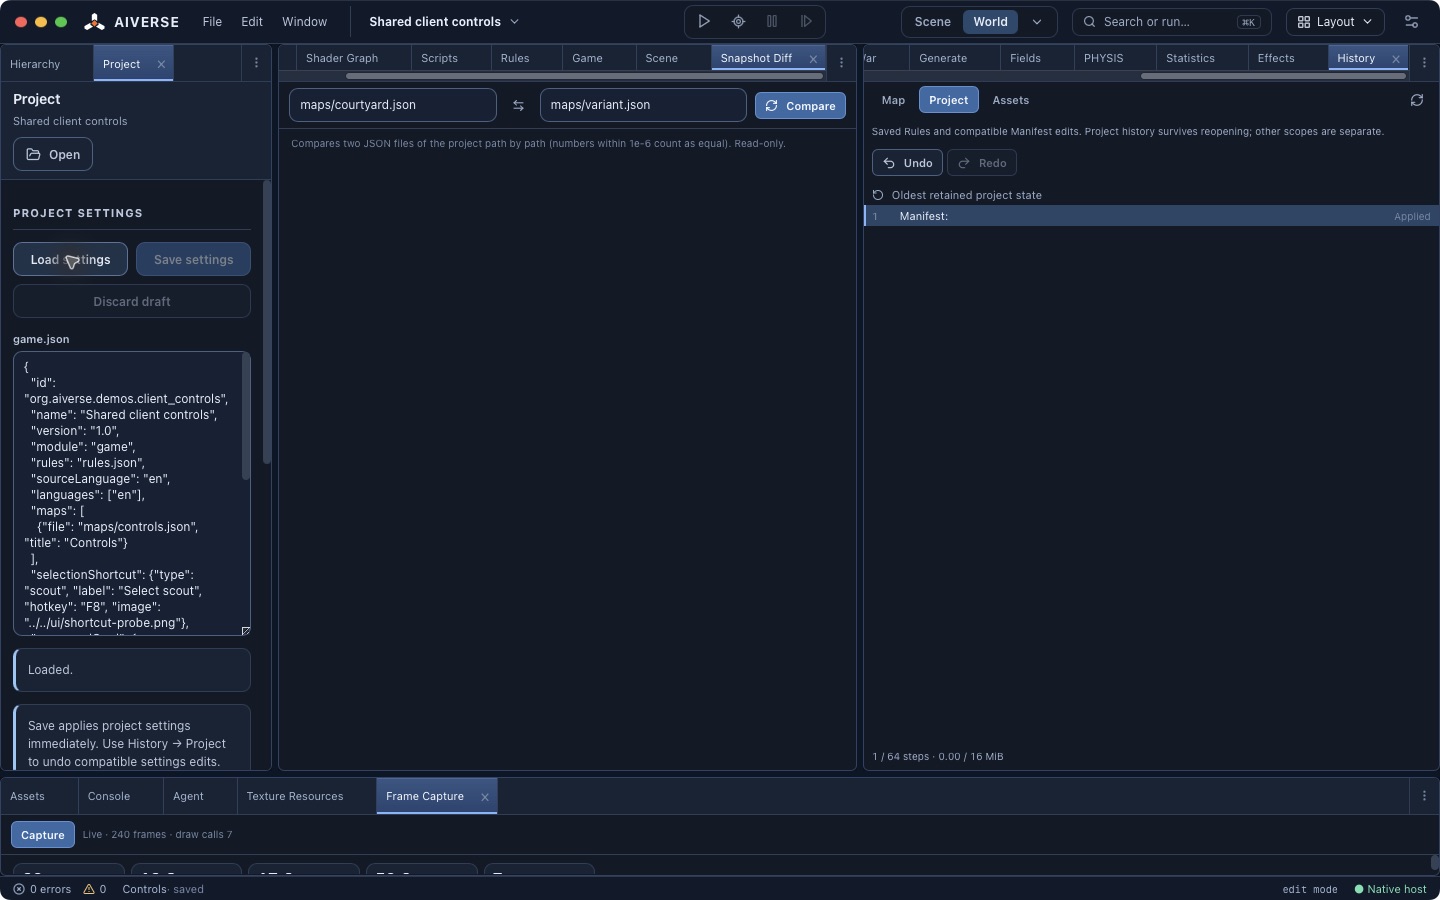 AIVERSE File Edit Window Shared client controls Scene World Search or run... ⌘K Layout
Hierarchy Project
Project
Shared client controls
Open
PROJECT SETTINGS
Load settings Save settings
Discard draft
game.json
{
"id":
"org.aiverse.demos.client_controls",
"name": "Shared client controls",
"version": "1.0",
"module": "game",
"rules": "rules.json",
"sourceLanguage": "en",
"languages": ["en"],
"maps": [
{"file": "maps/controls.json",
"title": "Controls"}
],
"selectionShortcut": {"type":
"scout", "label": "Select scout",
"hotkey": "F8", "image":
"../../ui/shortcut-probe.png"},
Loaded.
Save applies project settings
immediately. Use History → Project
to undo compatible settings edits.
Shader Graph Scripts Rules Game Scene Snapshot Diff
maps/courtyard.json maps/variant.json Compare
Compares two JSON files of the project path by path (numbers within 1e-6 count as equal). Read-only.
Generate Fields PHYSIS Statistics Effects History
Map Project Assets
Saved Rules and compatible Manifest edits. Project history survives reopening; other scopes are separate.
Undo Redo
Oldest retained project state
1 Manifest: Applied
1 / 64 steps · 0.00 / 16 MiB
Assets Console Agent Texture Resources Frame Capture
Capture Live · 240 frames · draw calls 7
0 errors 0 Controls · saved edit mode Native host